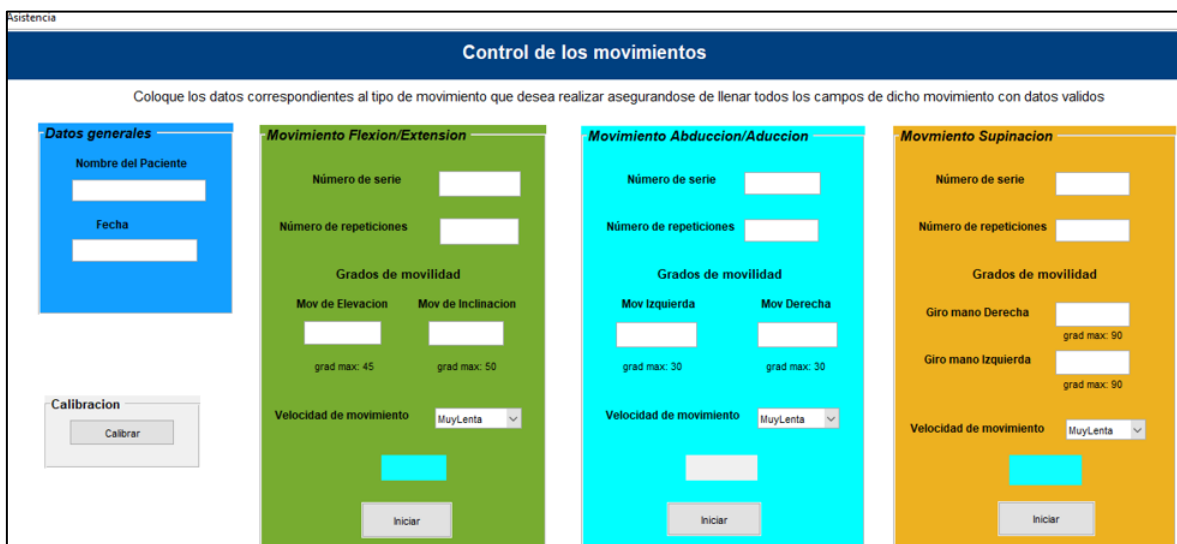 Asistencia
Control de los movimientos
Coloque los datos correspondientes al tipo de movimiento que desea realizar asegurandose de llenar todos los campos de dicho movimiento con datos validos
Datos generales
Nombre del Paciente
Fecha
Calibracion
Calibrar
Movimiento Flexion/Extension
Número de serie
Número de repeticiones
Grados de movilidad
Mov de Elevacion Mov de Inclinacion
grad max: 45 grad max: 50
Velocidad de movimiento MuyLenta
Iniciar
Movimiento Abduccion/Aduccion
Número de serie
Número de repeticiones
Grados de movilidad
Mov Izquierda Mov Derecha
grad max: 30 grad max: 30
Velocidad de movimiento MuyLenta
Iniciar
Movmiento Supinacion
Número de serie
Número de repeticiones
Grados de movilidad
Giro mano Derecha
grad max: 90
Giro mano Izquierda
grad max: 90
Velocidad de movimiento MuyLenta
Iniciar